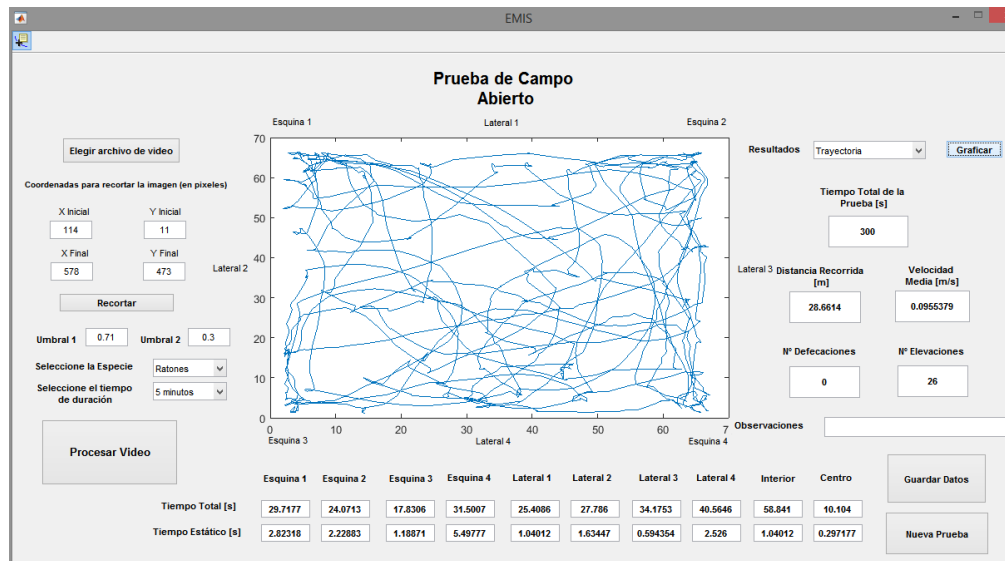 EMIS
Prueba de Campo
Abierto
Esquina 1
Lateral 1
Esquina 2
Elegir archivo de video
Coordenadas para recortar la imagen (en pixeles)
X Inicial
Y Inicial
114
11
X Final
Y Final
578
473
Recortar
Umbral 1
0.71
Umbral 2
0.3
Seleccione la Especie
Ratones
Seleccione el tiempo
de duración
5 minutos
Procesar Video
Lateral 2
70
60
50
40
30
20
10
0
0
10
20
30
40
50
60
7
Esquina 3
Lateral 4
Esquina 4
Lateral 3
Resultados
Trayectoria
Graficar
Tiempo Total de la
Prueba [s]
300
Distancia Recorrida
[m]
Velocidad
Media [m/s]
28.6614
0.0955379
Nº Defecaciones
Nº Elevaciones
0
26
Observaciones
Esquina 1 Esquina 2 Esquina 3 Esquina 4 Lateral 1 Lateral 2 Lateral 3 Lateral 4 Interior Centro
Tiempo Total [s] 29.7177 24.0713 17.8306 31.5007 25.4086 27.786 34.1753 40.5646 58.841 10.104
Tiempo Estático [s] 2.82318 2.22883 1.18871 5.49777 1.04012 1.63447 0.594354 2.526 1.04012 0.297177
Guardar Datos
Nueva Prueba